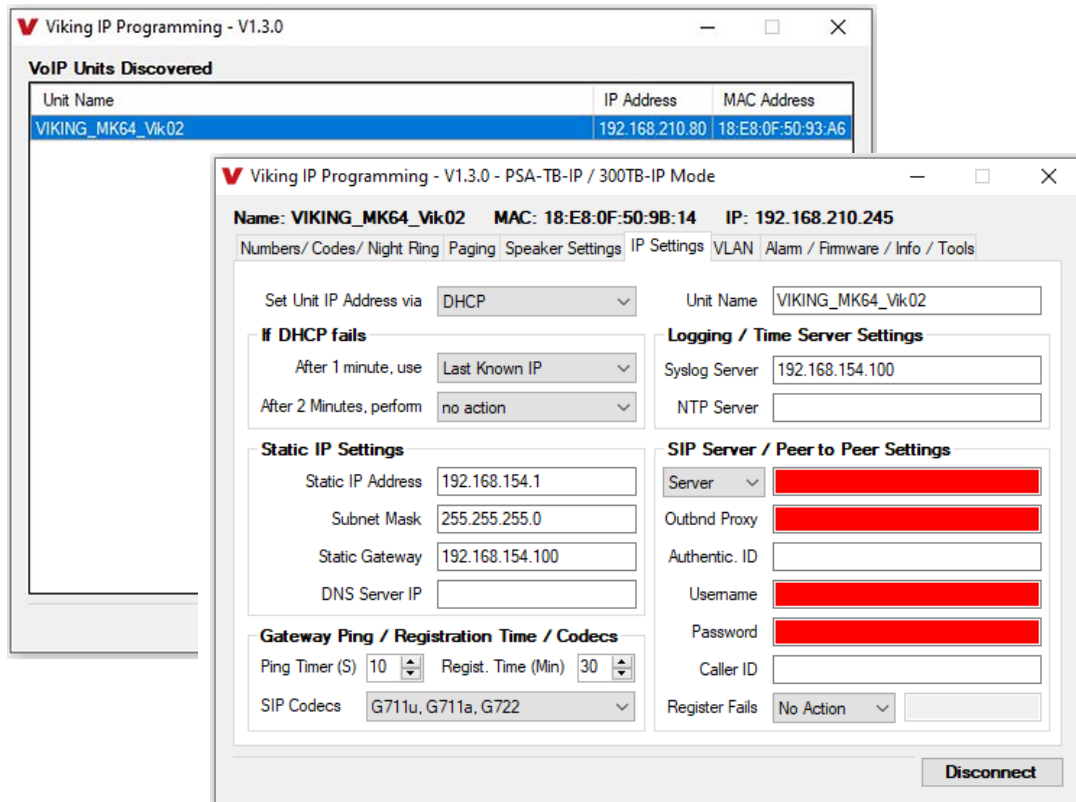 Viking IP Programming - V1.3.0
VoIP Units Discovered
Unit Name IP Address MAC Address
VIKING_MK64_Vik02 192.168.210.80 18:E8:0F:50:93:A6
Viking IP Programming - V1.3.0 - PSA-TB-IP / 300TB-IP Mode
Name: VIKING_MK64_Vik02 MAC: 18:E8:0F:50:9B:14 IP: 192.168.210.245
Numbers/ Codes/ Night Ring Paging Speaker Settings IP Settings VLAN Alarm / Firmware / Info / Tools
Set Unit IP Address via DHCP
If DHCP fails
After 1 minute, use Last Known IP
After 2 Minutes, perform no action
Static IP Settings
Static IP Address 192.168.154.1
Subnet Mask 255.255.255.0
Static Gateway 192.168.154.100
DNS Server IP
Gateway Ping / Registration Time / Codecs
Ping Timer (S) 10 Regist. Time (Min) 30
SIP Codecs G711u, G711a, G722
Unit Name VIKING_MK64_Vik02
Logging / Time Server Settings
Syslog Server 192.168.154.100
NTP Server
SIP Server / Peer to Peer Settings
Server
Outbnd Proxy
Authentic. ID
Username
Password
Caller ID
Register Fails No Action
Disconnect